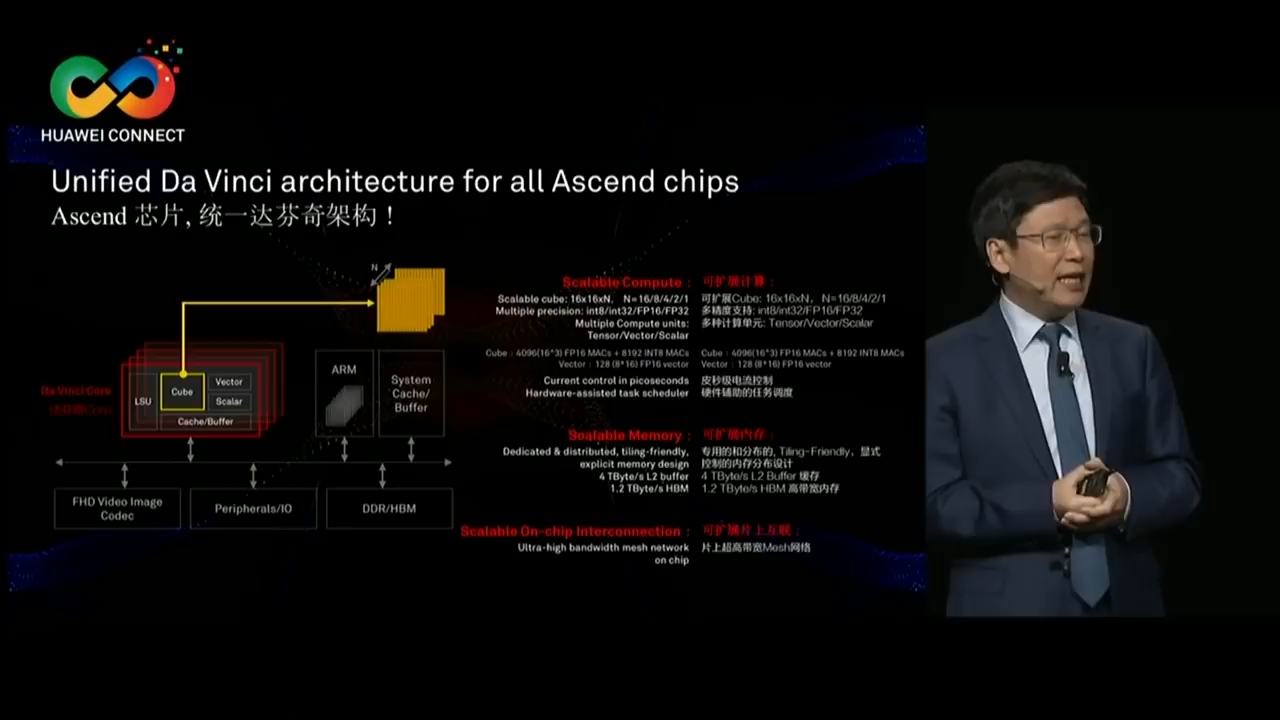 HUAWEI CONNECT
Unified Da Vinci architecture for all Ascend chips
Ascend 芯片, 统一达芬奇架构！
N
Da Vinci Core
LSU
Cube
Vector
Scalar
Cache/Buffer
ARM
System
Cache/
Buffer
FHD Video Image
Codec
Peripherals/IO
DDR/HBM
Scalable Compute :
Scalable cube: 16x16xN, N=16/8/4/2/1
Multiple precision: int8/int32/FP16/FP32
Multiple Compute units:
Tensor/Vector/Scalar
Cube : 4096(16^3) FP16 MACs + 8192 INT8 MACs
Vector : 128 (8*16) FP16 vector
Current control in picoseconds
Hardware-assisted task scheduler
可扩展计算 :
可扩展Cube: 16x16xN, N=16/8/4/2/1
多精度支持: int8/int32/FP16/FP32
多种计算单元: Tensor/Vector/Scalar
Cube : 4096(16^3) FP16 MACs + 8192 INT8 MACs
Vector : 128 (8*16) FP16 vector
皮秒级电流控制
硬件辅助的任务调度
Scalable Memory :
Dedicated & distributed, tiling-friendly,
explicit memory design
4 TByte/s L2 buffer
1.2 TByte/s HBM
可扩展内存 :
专用的和分布的, Tiling-Friendly, 显式
控制的内存分布设计
4 TByte/s L2 Buffer 缓存
1.2 TByte/s HBM 高带宽内存
Scalable On-chip Interconnection :
Ultra-high bandwidth mesh network
on chip
可扩展片上互联 :
片上超高带宽Mesh网络